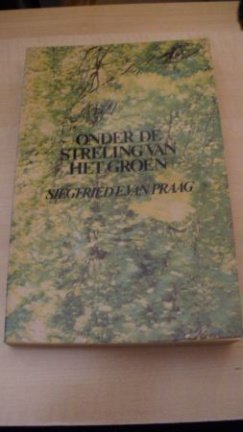 ONDER DE
STRELING VAN
HET GROEN
SIEGFRIED E. VAN PRAAG